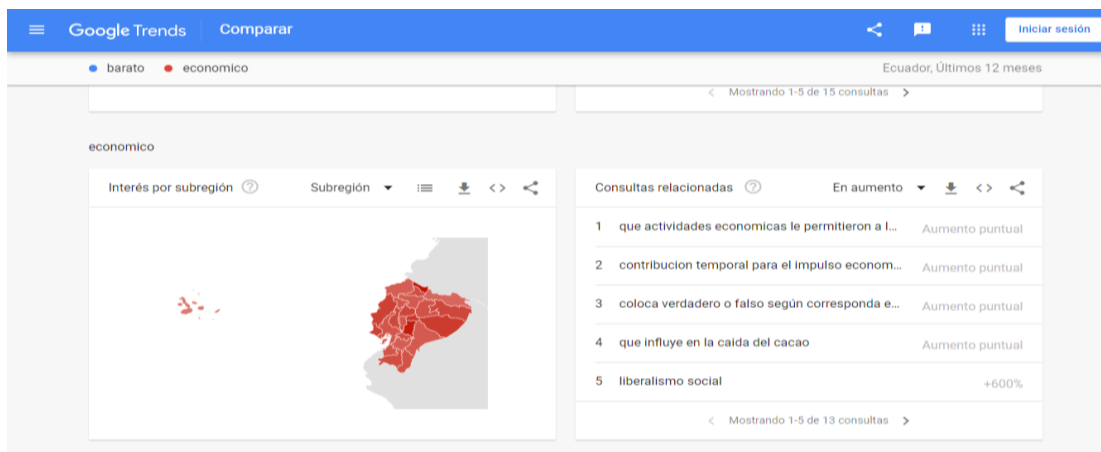 Google Trends Comparar Iniciar sesión
barato economico Ecuador, Últimos 12 meses
Mostrando 1-5 de 15 consultas
economico
Interés por subregión Subregión
Consultas relacionadas En aumento
1 que actividades economicas le permitieron a l... Aumento puntual
2 contribucion temporal para el impulso econom... Aumento puntual
3 coloca verdadero o falso según corresponda e... Aumento puntual
4 que influye en la caida del cacao Aumento puntual
5 liberalismo social +600%
Mostrando 1-5 de 13 consultas